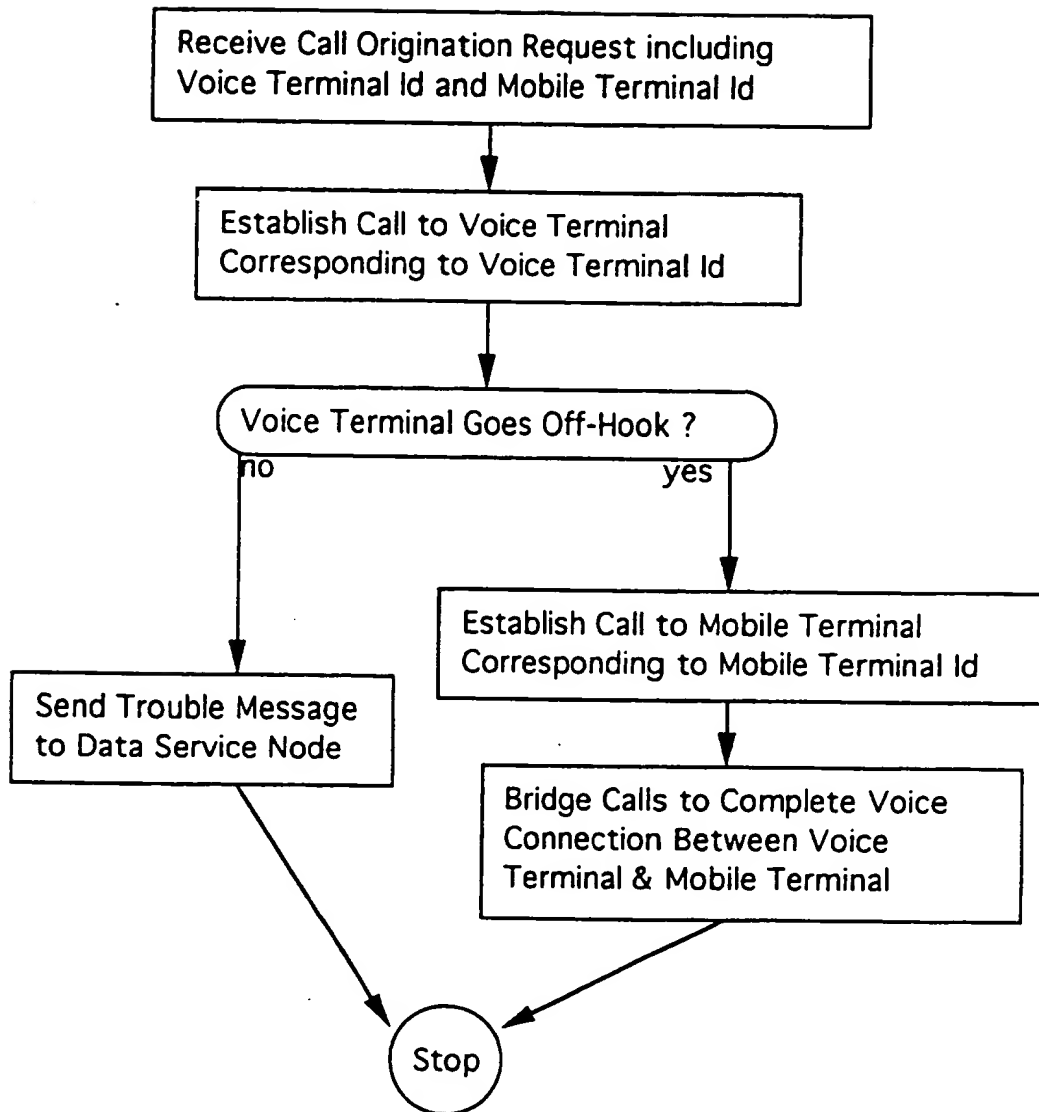 Receive Call Origination Request including
Voice Terminal Id and Mobile Terminal Id
Establish Call to Voice Terminal
Corresponding to Voice Terminal Id
Voice Terminal Goes Off-Hook ?
no
yes
Establish Call to Mobile Terminal
Corresponding to Mobile Terminal Id
Send Trouble Message
to Data Service Node
Bridge Calls to Complete Voice
Connection Between Voice
Terminal & Mobile Terminal
Stop